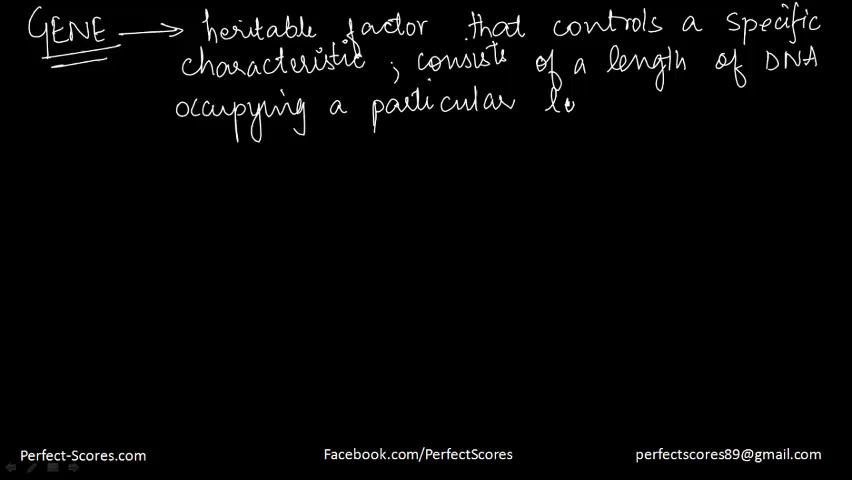 GENE → heritable factor that controls a specific
characteristic ; consists of a length of DNA
occupying a particular lo
Perfect-Scores.com Facebook.com/PerfectScores perfectscores89@gmail.com